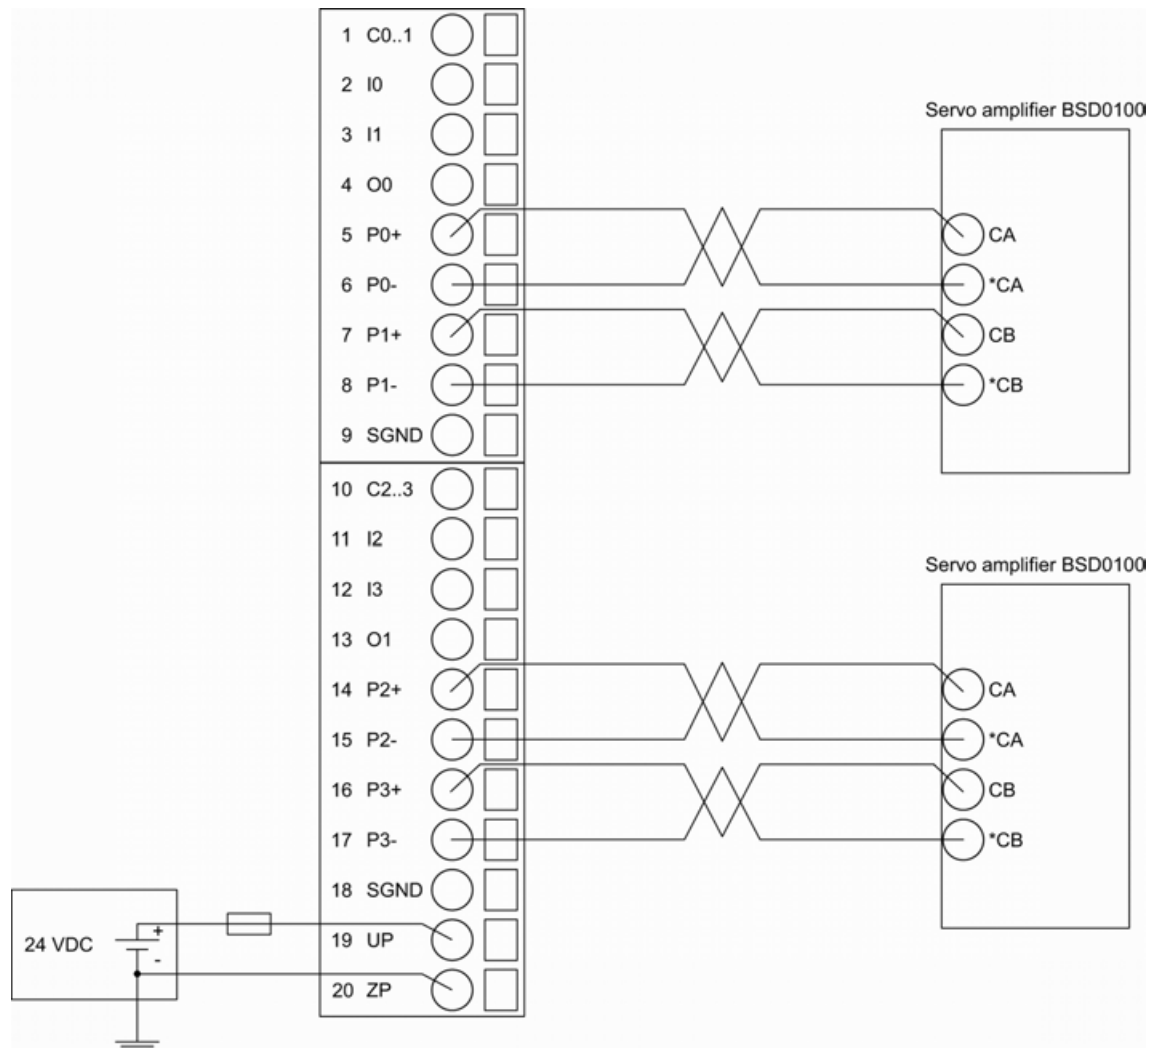 1 C0..1
2 I0
3 I1
4 O0
5 P0+
6 P0-
7 P1+
8 P1-
9 SGND
10 C2..3
11 I2
12 I3
13 O1
14 P2+
15 P2-
16 P3+
17 P3-
18 SGND
19 UP
20 ZP
24 VDC
+
-
Servo amplifier BSD0100
CA
*CA
CB
*CB
Servo amplifier BSD0100
CA
*CA
CB
*CB